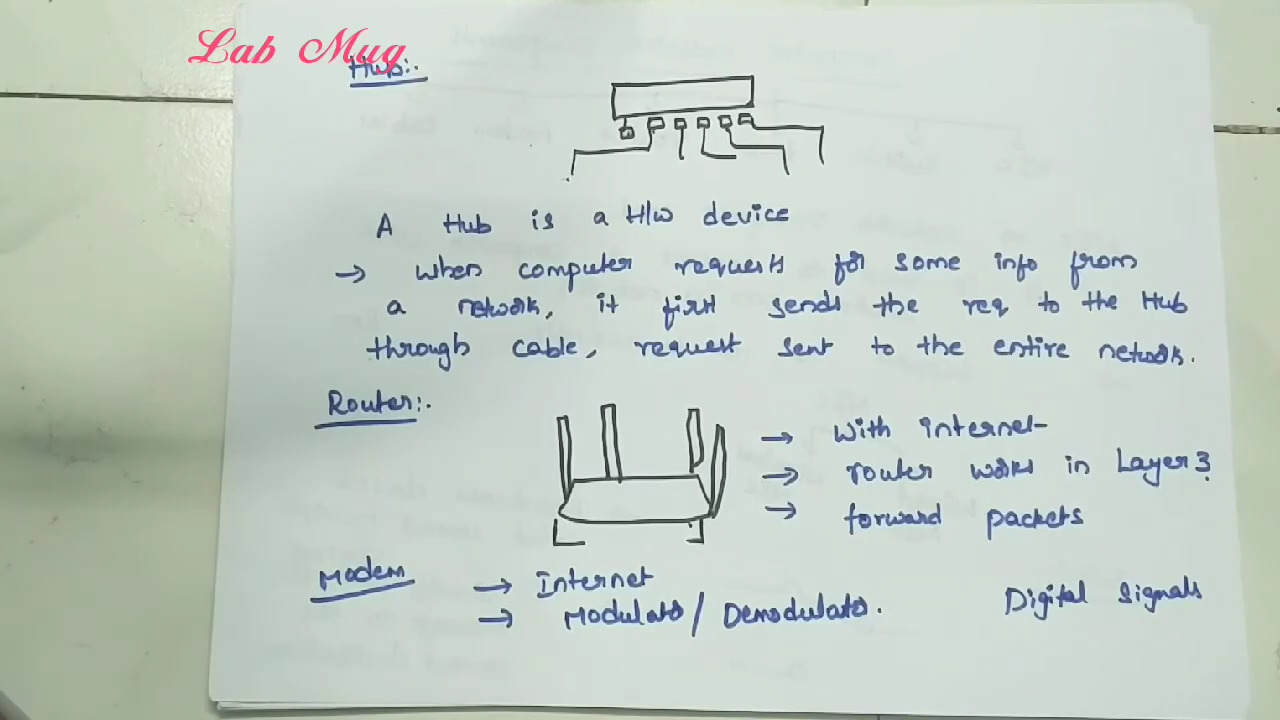 Lab Mug
Hub:-
A Hub is a H/w device
→ when computer requests for some info from
a network, it first sends the req to the Hub
through cable, request sent to the entire network.
Router:-
→ With internet
→ router works in Layer 3.
→ forward packets
Modem
→ Internet
→ Modulator/Demodulator.
Digital Signals